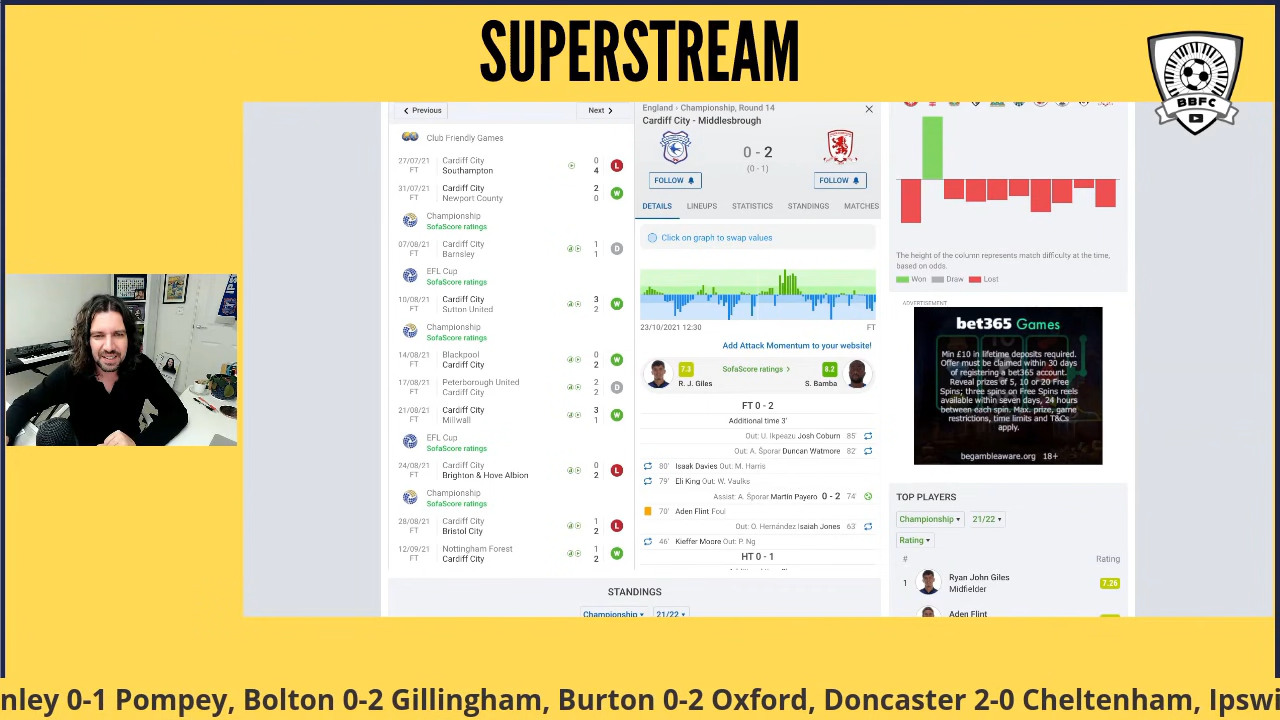 SUPERSTREAM
BBFC
Previous
Next
Club Friendly Games
27/07/21 Cardiff City 0
FT Southampton 4 L
31/07/21 Cardiff City 2
FT Newport County 0 W
Championship
SofaScore ratings
07/08/21 Cardiff City 1
FT Barnsley 1 D
EFL Cup
SofaScore ratings
10/08/21 Cardiff City 3
FT Sutton United 2 W
Championship
SofaScore ratings
14/08/21 Blackpool 0
FT Cardiff City 2 W
17/08/21 Peterborough United 2
FT Cardiff City 2 D
21/08/21 Cardiff City 3
FT Millwall 1 W
EFL Cup
SofaScore ratings
24/08/21 Cardiff City 0
FT Brighton & Hove Albion 2 L
Championship
SofaScore ratings
28/08/21 Cardiff City 1
FT Bristol City 2 L
12/09/21 Nottingham Forest 1
FT Cardiff City 2 W
England › Championship, Round 14
Cardiff City - Middlesbrough
0 - 2
(0 - 1)
FOLLOW FOLLOW
DETAILS LINEUPS STATISTICS STANDINGS MATCHES
Click on graph to swap values
23/10/2021 12:30 FT
Add Attack Momentum to your website!
7.3 SofaScore ratings › 8.2
R. J. Giles S. Bamba
FT 0 - 2
Additional time 3'
Out: U. Ikpeazu Josh Coburn 85'
Out: A. Šporar Duncan Watmore 82'
80' Isaak Davies Out: M. Harris
79' Eli King Out: W. Vaulks
Assist: A. Šporar Martin Payero 0 - 2 74'
70' Aden Flint Foul
Out: O. Hernández Isaiah Jones 63'
46' Kieffer Moore Out: P. Ng
HT 0 - 1
STANDINGS
Championship 21/22
The height of the column represents match difficulty at the time,
based on odds.
Won Draw Lost
ADVERTISEMENT
bet365 Games
Min £10 in lifetime deposits required.
Offer must be claimed within 30 days
of registering a bet365 account.
Reveal prizes of 5, 10 or 20 Free
Spins; three spins on Free Spins reels
available within seven days, 24 hours
between each spin. Max. prize, game
restrictions, time limits and T&Cs
apply.
begambleaware.org 18+
TOP PLAYERS
Championship 21/22
Rating
# Rating
1 Ryan John Giles 7.26
Midfielder
Aden Flint
nley 0-1 Pompey, Bolton 0-2 Gillingham, Burton 0-2 Oxford, Doncaster 2-0 Cheltenham, Ipswi